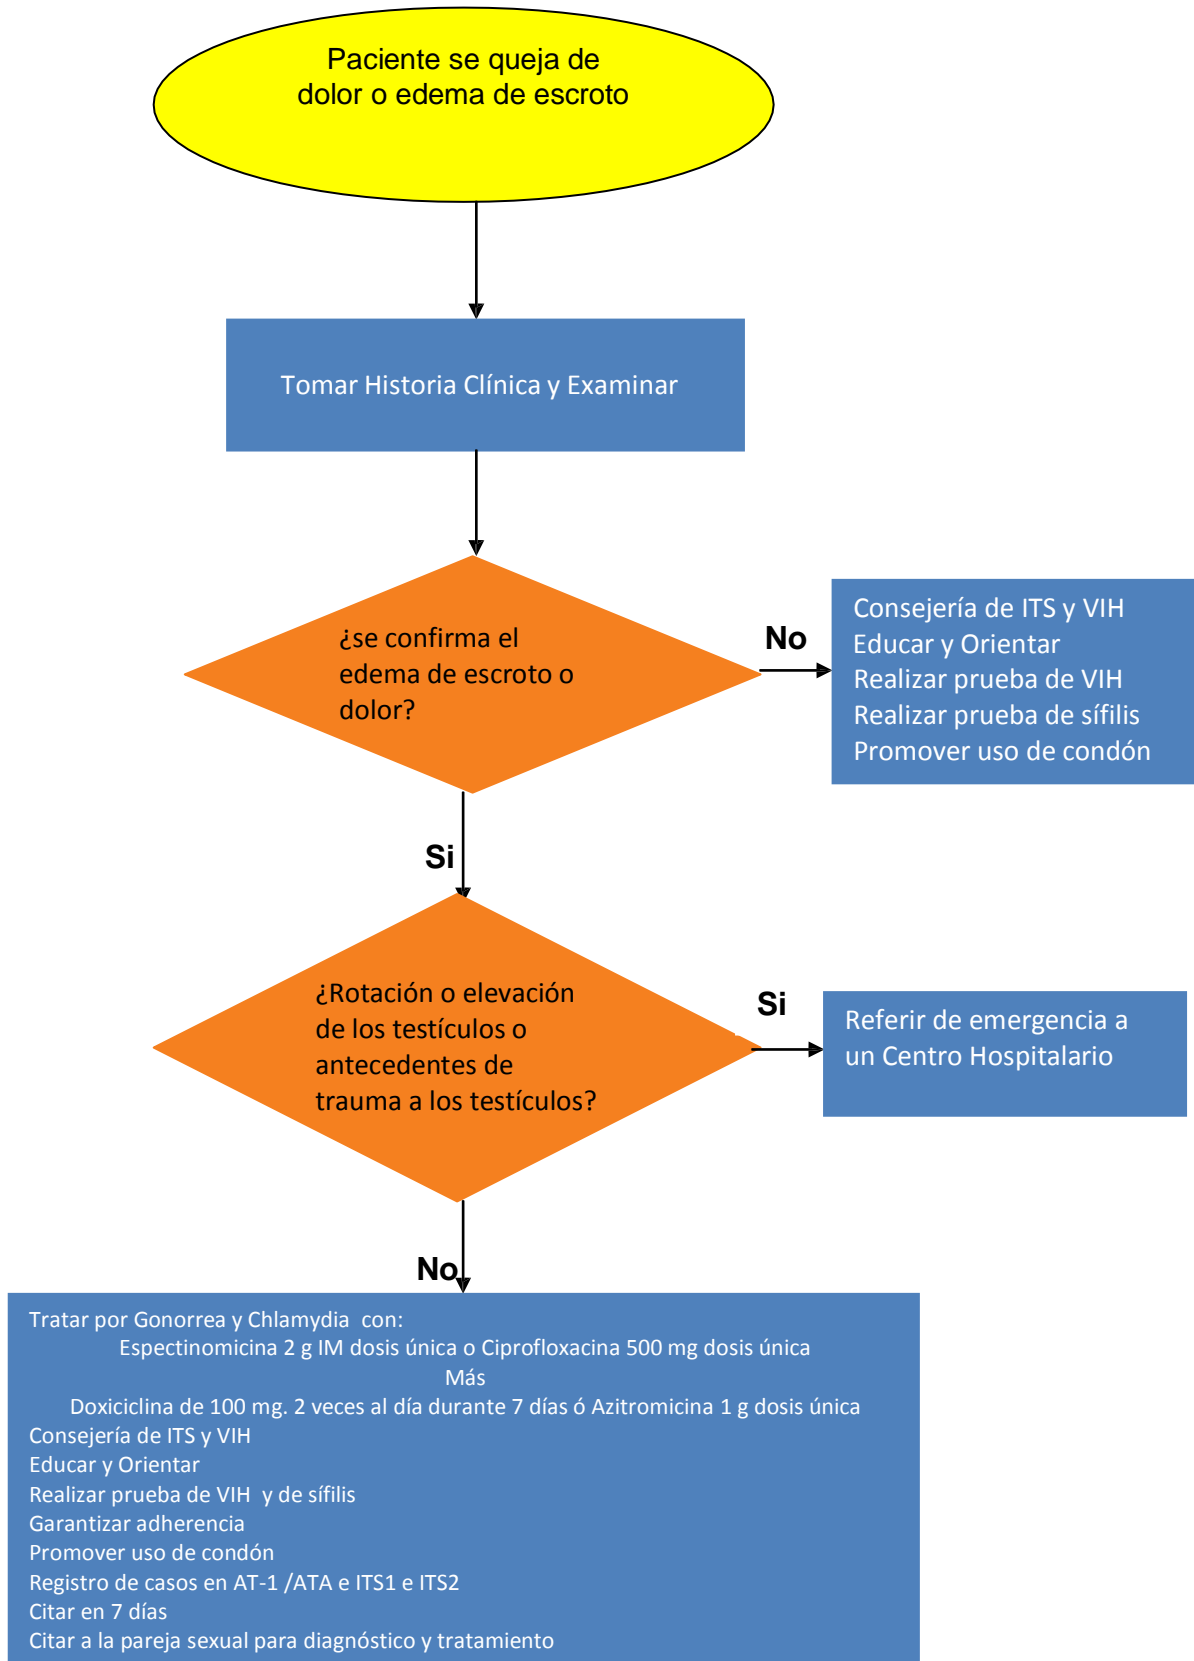 Paciente se queja de
dolor o edema de escroto
Tomar Historia Clínica y Examinar
¿se confirma el
edema de escroto o
dolor?
No
Consejería de ITS y VIH
Educar y Orientar
Realizar prueba de VIH
Realizar prueba de sífilis
Promover uso de condón
Si
¿Rotación o elevación
de los testículos o
antecedentes de
trauma a los testículos?
Si
Referir de emergencia a
un Centro Hospitalario
No
Tratar por Gonorrea y Chlamydia con:
Espectinomicina 2 g IM dosis única o Ciprofloxacina 500 mg dosis única
Más
Doxiciclina de 100 mg. 2 veces al día durante 7 días ó Azitromicina 1 g dosis única
Consejería de ITS y VIH
Educar y Orientar
Realizar prueba de VIH y de sífilis
Garantizar adherencia
Promover uso de condón
Registro de casos en AT-1 /ATA e ITS1 e ITS2
Citar en 7 días
Citar a la pareja sexual para diagnóstico y tratamiento